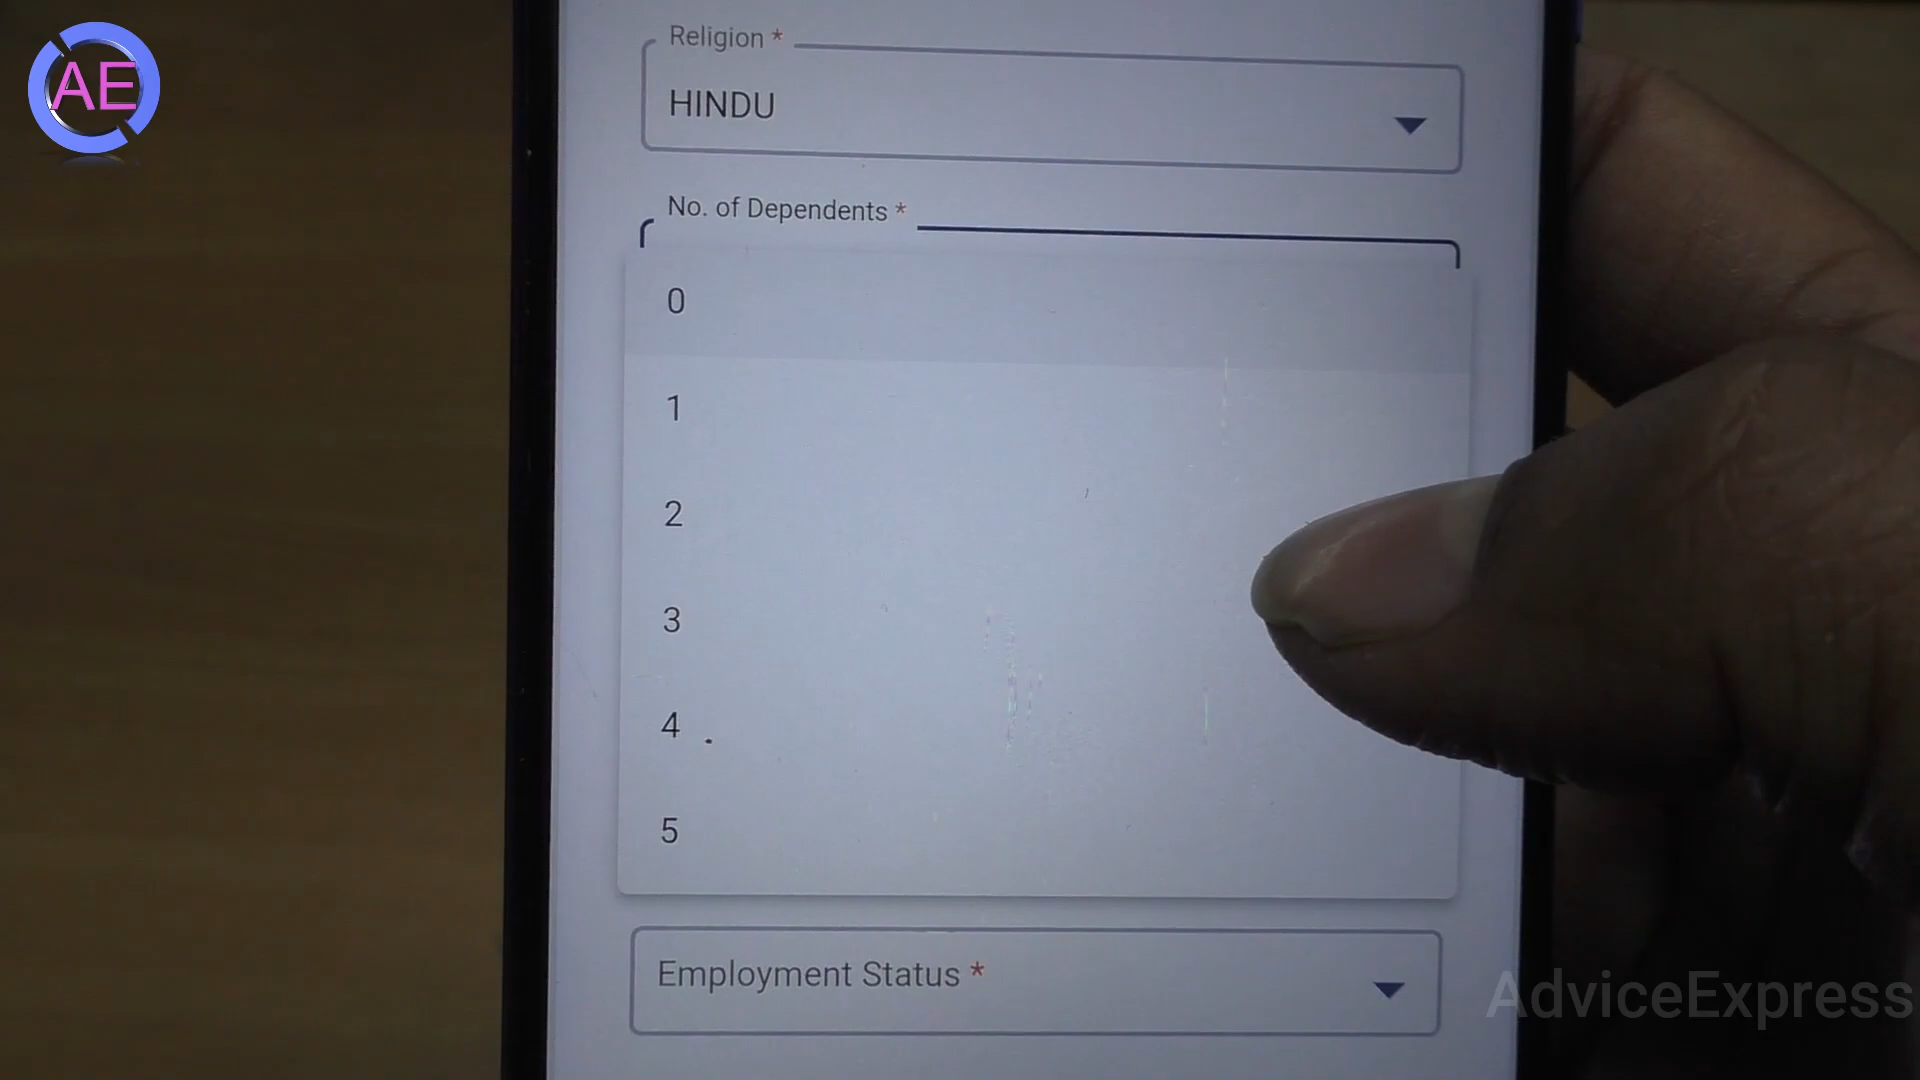 AE
Religion *
HINDU
No. of Dependents *
0
1
2
3
4
5
Employment Status *
AdviceExpress